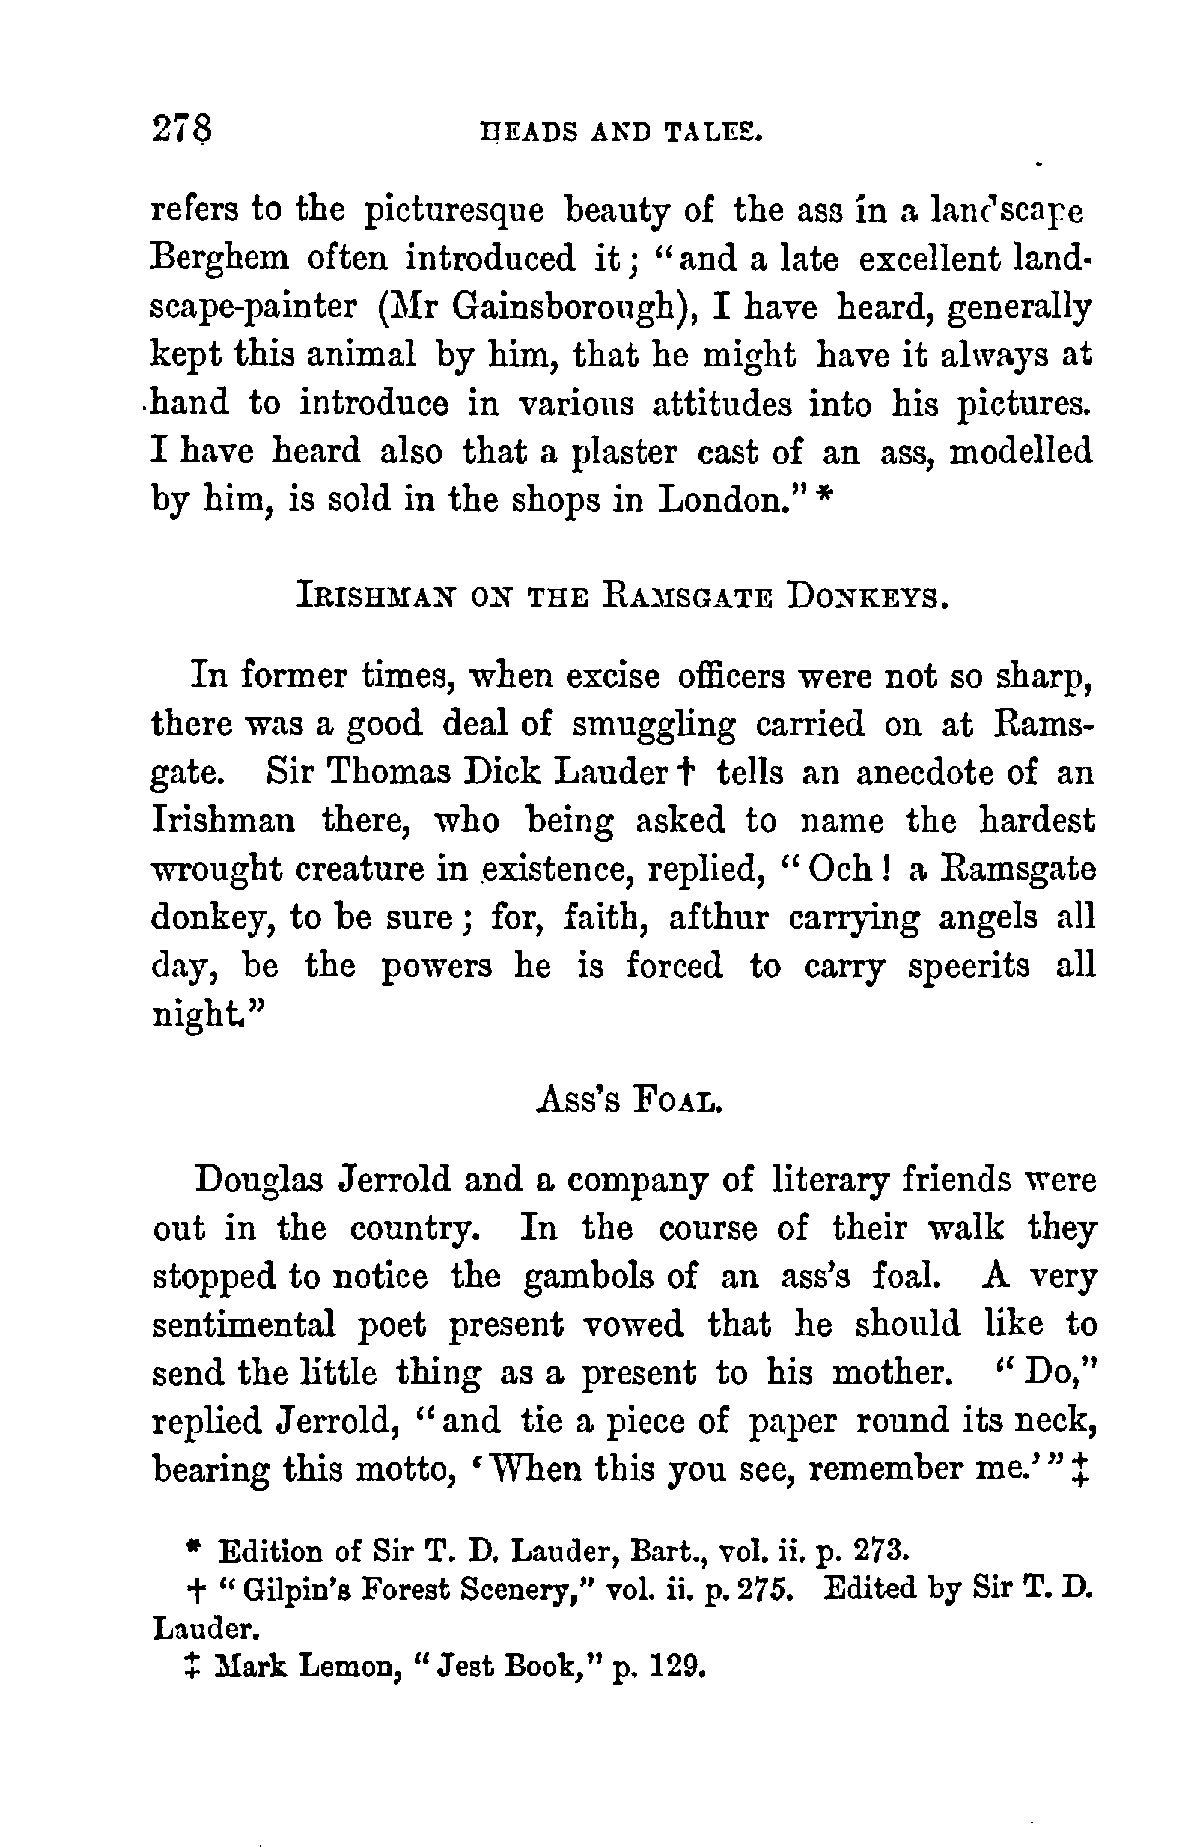 278 HEADS AND TALES.
refers to the picturesque beauty of the ass in a landscape
Berghem often introduced it; “and a late excellent land-
scape-painter (Mr Gainsborough), I have heard, generally
kept this animal by him, that he might have it always at
hand to introduce in various attitudes into his pictures.
I have heard also that a plaster cast of an ass, modelled
by him, is sold in the shops in London.” *
IRISHMAN ON THE RAMSGATE DONKEYS.
In former times, when excise officers were not so sharp,
there was a good deal of smuggling carried on at Rams-
gate. Sir Thomas Dick Lauder † tells an anecdote of an
Irishman there, who being asked to name the hardest
wrought creature in existence, replied, “Och! a Ramsgate
donkey, to be sure; for, faith, afthur carrying angels all
day, be the powers he is forced to carry speerits all
night.”
ASS'S FOAL.
Douglas Jerrold and a company of literary friends were
out in the country. In the course of their walk they
stopped to notice the gambols of an ass's foal. A very
sentimental poet present vowed that he should like to
send the little thing as a present to his mother. “Do,”
replied Jerrold, “and tie a piece of paper round its neck,
bearing this motto, ‘When this you see, remember me.’” ‡
* Edition of Sir T. D. Lauder, Bart., vol. ii. p. 273.
† “Gilpin's Forest Scenery,” vol. ii. p. 275. Edited by Sir T. D.
Lauder.
‡ Mark Lemon, “Jest Book,” p. 129.